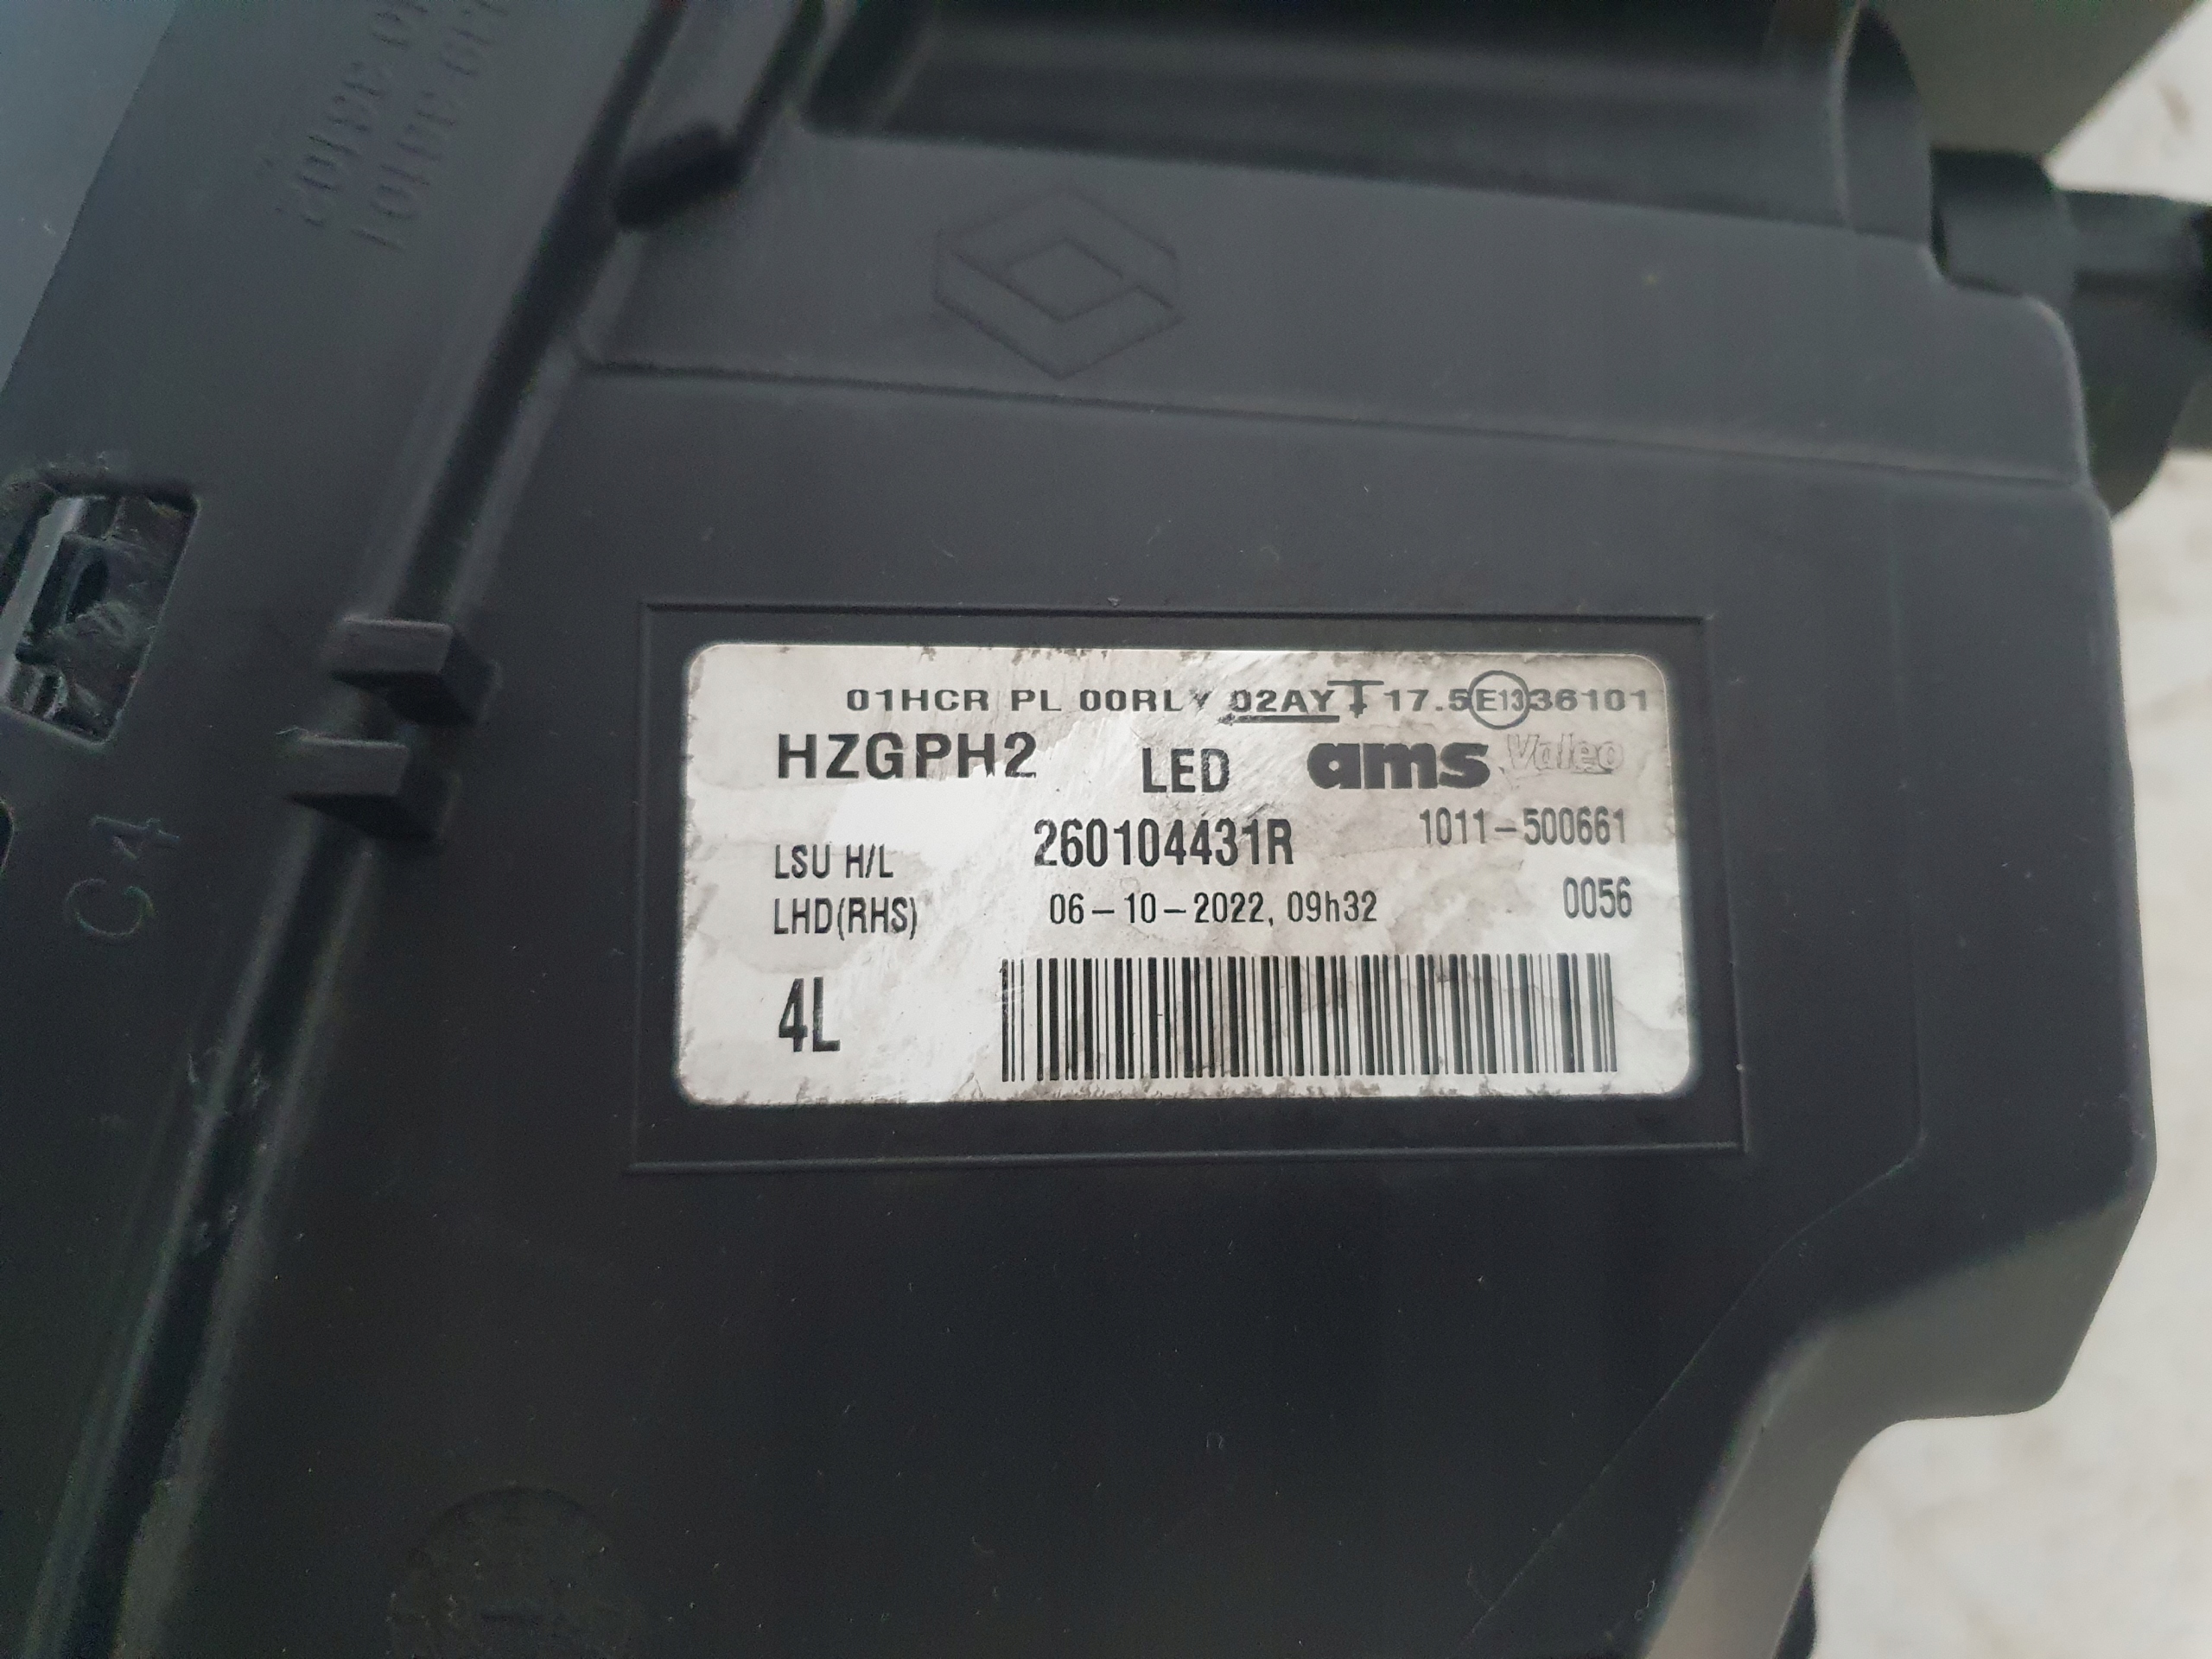 01HCR PL 00RLY 02AY 17.5 E13 36101
HZGPH2 LED ams Valeo
260104431R 1011-500661
LSU H/L
LHD(RHS) 06-10-2022, 09h32 0056
4L
C4